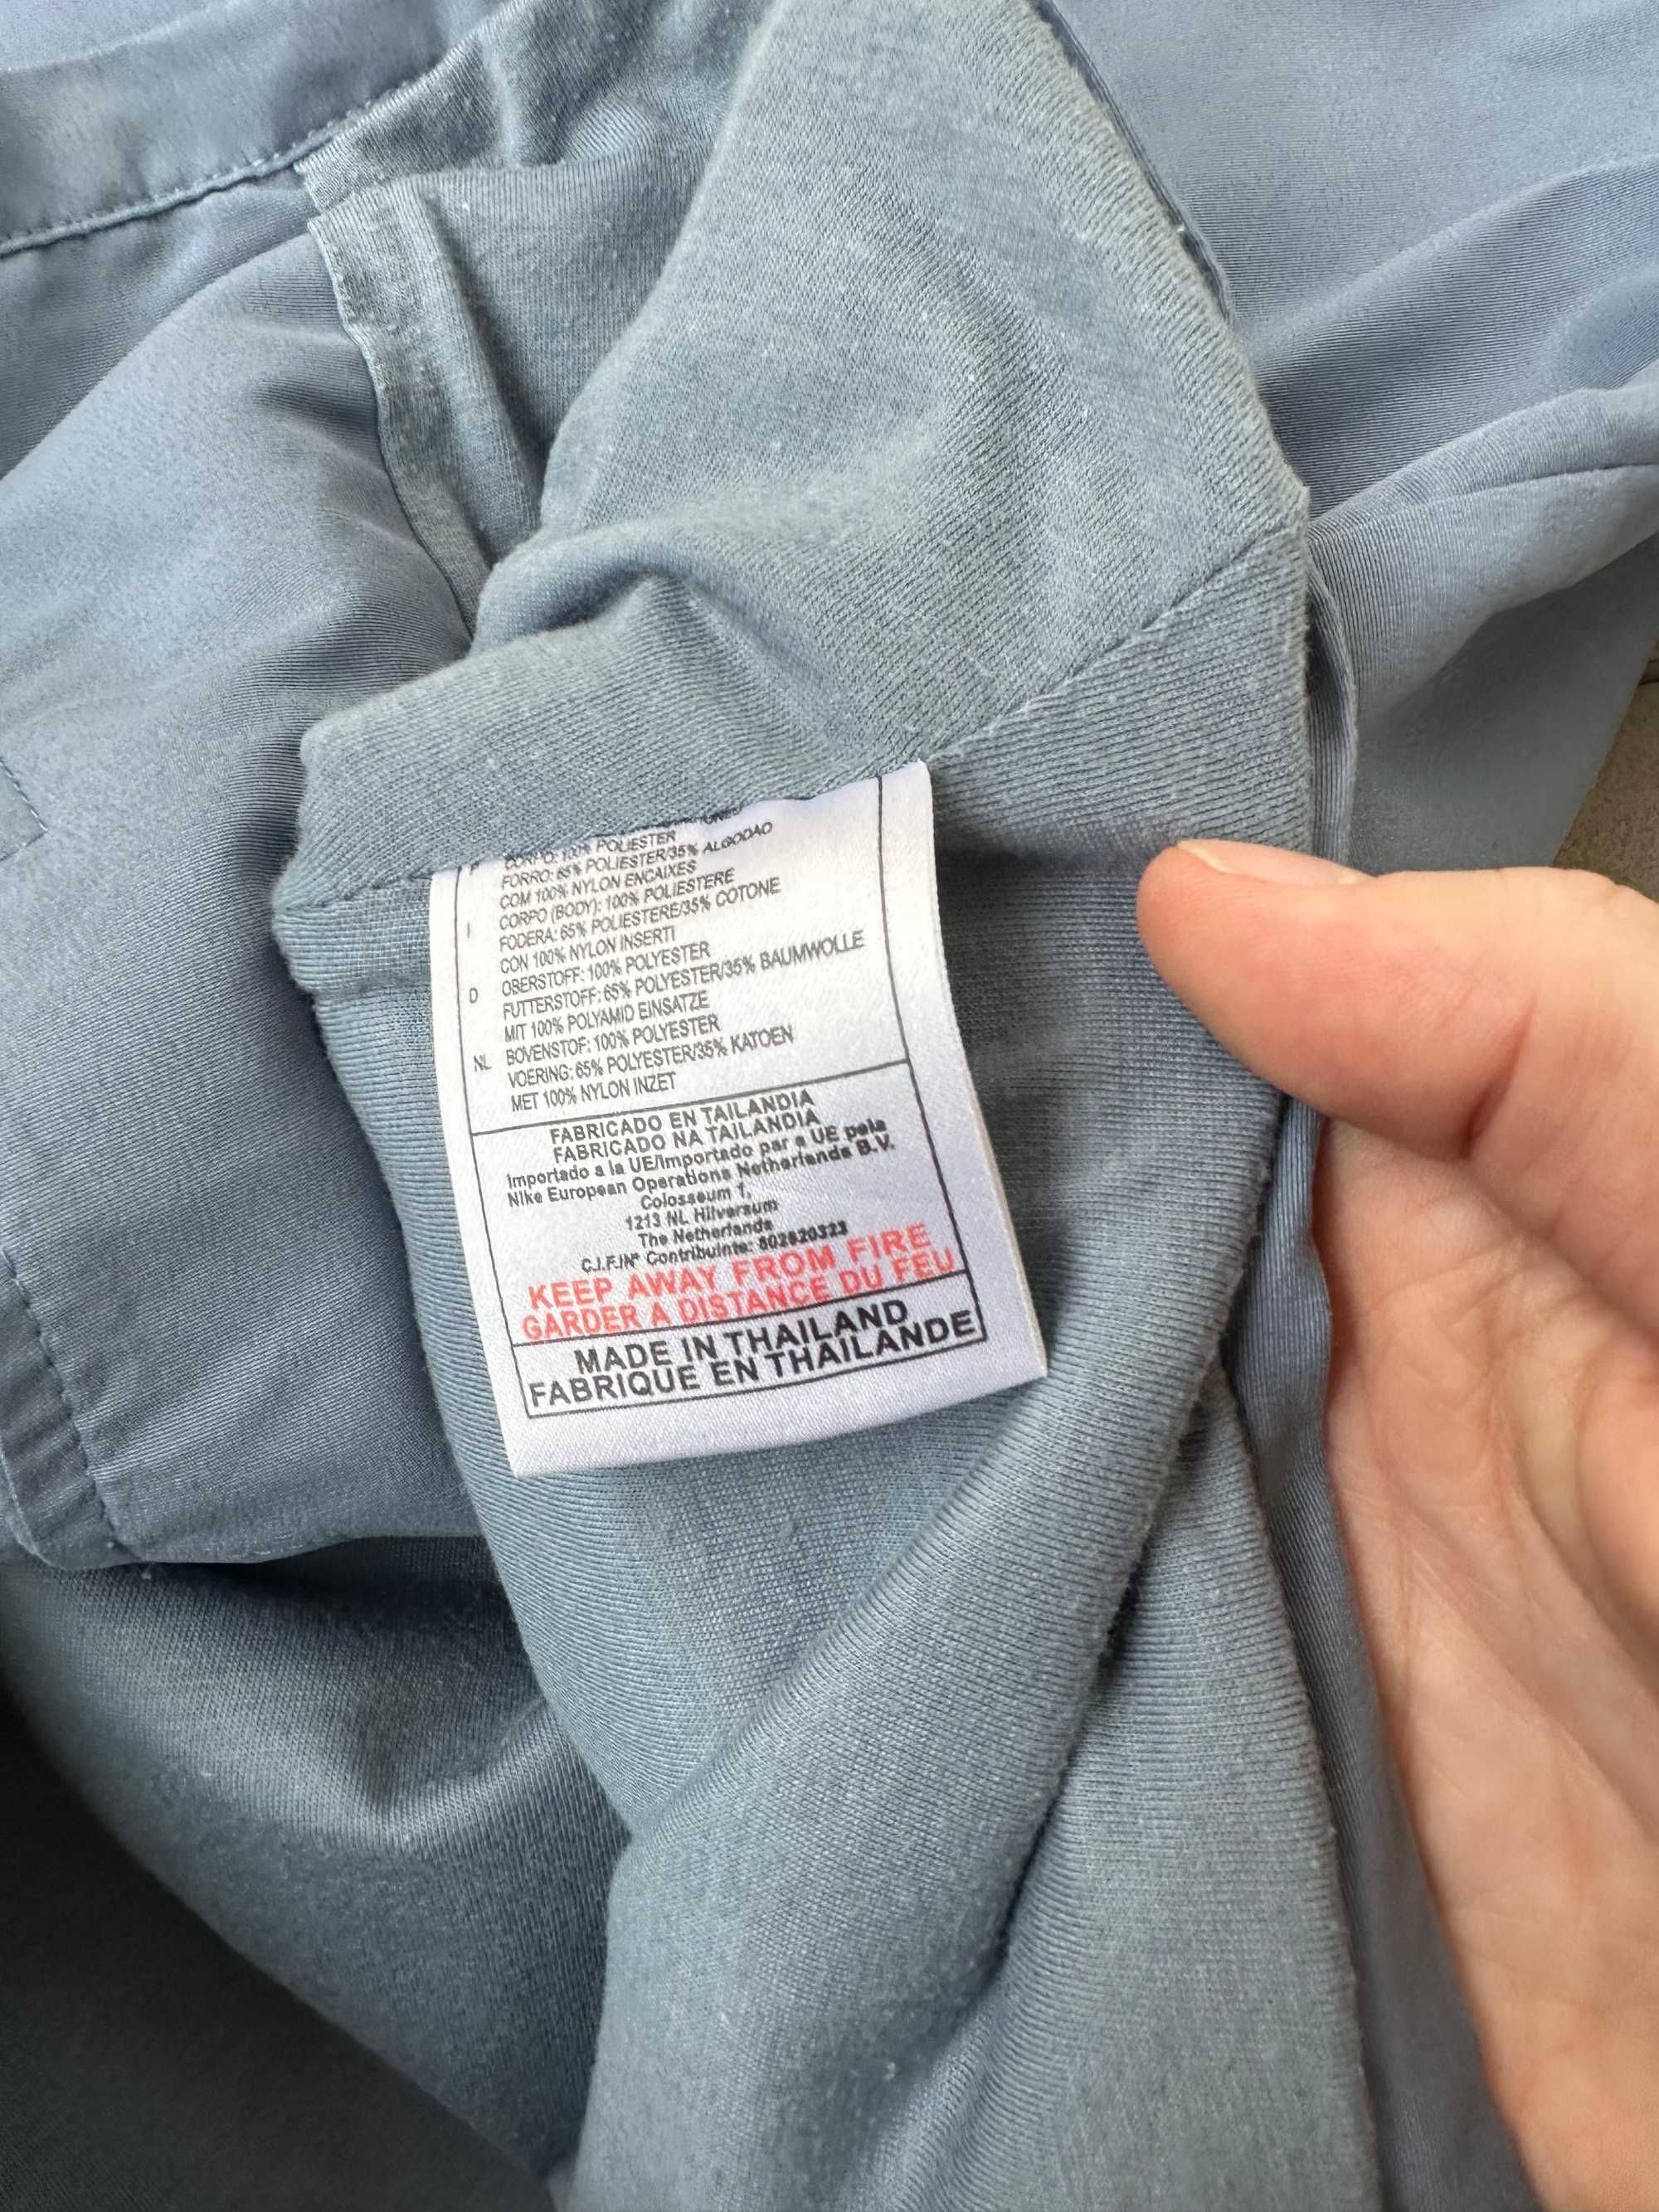 CORPO: 100% POLIESTER
FORRO: 65% POLIESTER/35% ALGODAO
COM 100% NYLON ENCAIXES
I CORPO (BODY): 100% POLIESTERE
FODERA: 65% POLIESTERE/35% COTONE
CON 100% NYLON INSERTI
D OBERSTOFF: 100% POLYESTER
FUTTERSTOFF: 65% POLYESTER/35% BAUMWOLLE
MIT 100% POLYAMID EINSATZE
NL BOVENSTOF: 100% POLYESTER
VOERING: 65% POLYESTER/35% KATOEN
MET 100% NYLON INZET
FABRICADO EN TAILANDIA
FABRICADO NA TAILANDIA
Importado a la UE/Importado par a UE pela
Nike European Operations Netherlands B.V.
Colosseum 1,
1213 NL Hilversum
The Netherlands
C.I.F./Nº Contribuinte: 802820323
KEEP AWAY FROM FIRE
GARDER A DISTANCE DU FEU
MADE IN THAILAND
FABRIQUE EN THAILANDE